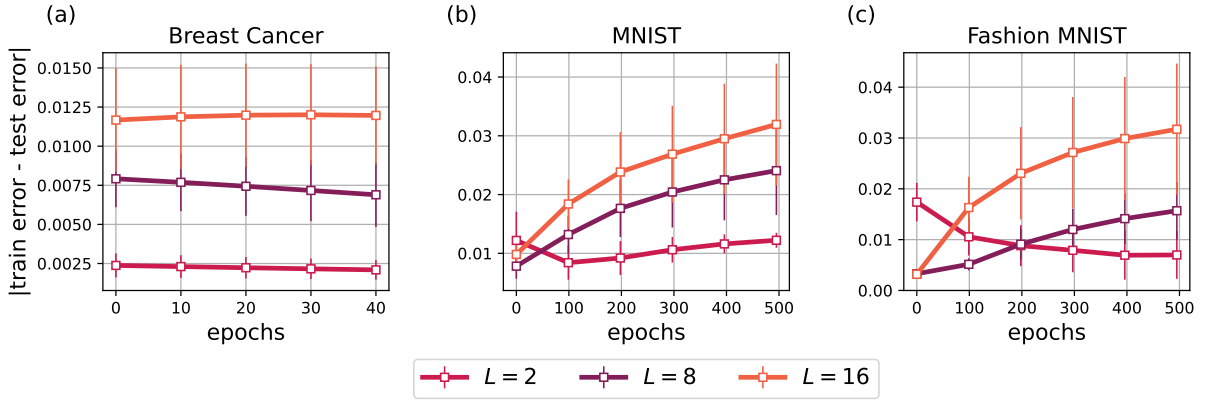 (a)
Breast Cancer
|train error - test error|
0.0150
0.0125
0.0100
0.0075
0.0050
0.0025
0 10 20 30 40
epochs
(b)
MNIST
0.04
0.03
0.02
0.01
0 100 200 300 400 500
epochs
(c)
Fashion MNIST
0.04
0.03
0.02
0.01
0.00
0 100 200 300 400 500
epochs
L = 2 L = 8 L = 16